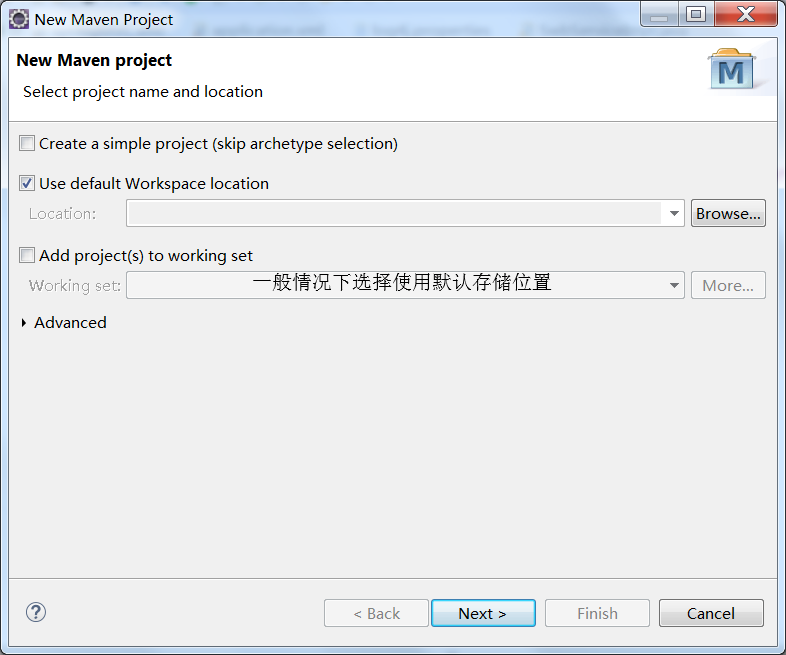 New Maven Project
New Maven project
Select project name and location
M
Create a simple project (skip archetype selection)
Use default Workspace location
Location:
Browse...
Add project(s) to working set
Working set:
一般情况下选择使用默认存储位置
More...
Advanced
?
< Back
Next >
Finish
Cancel